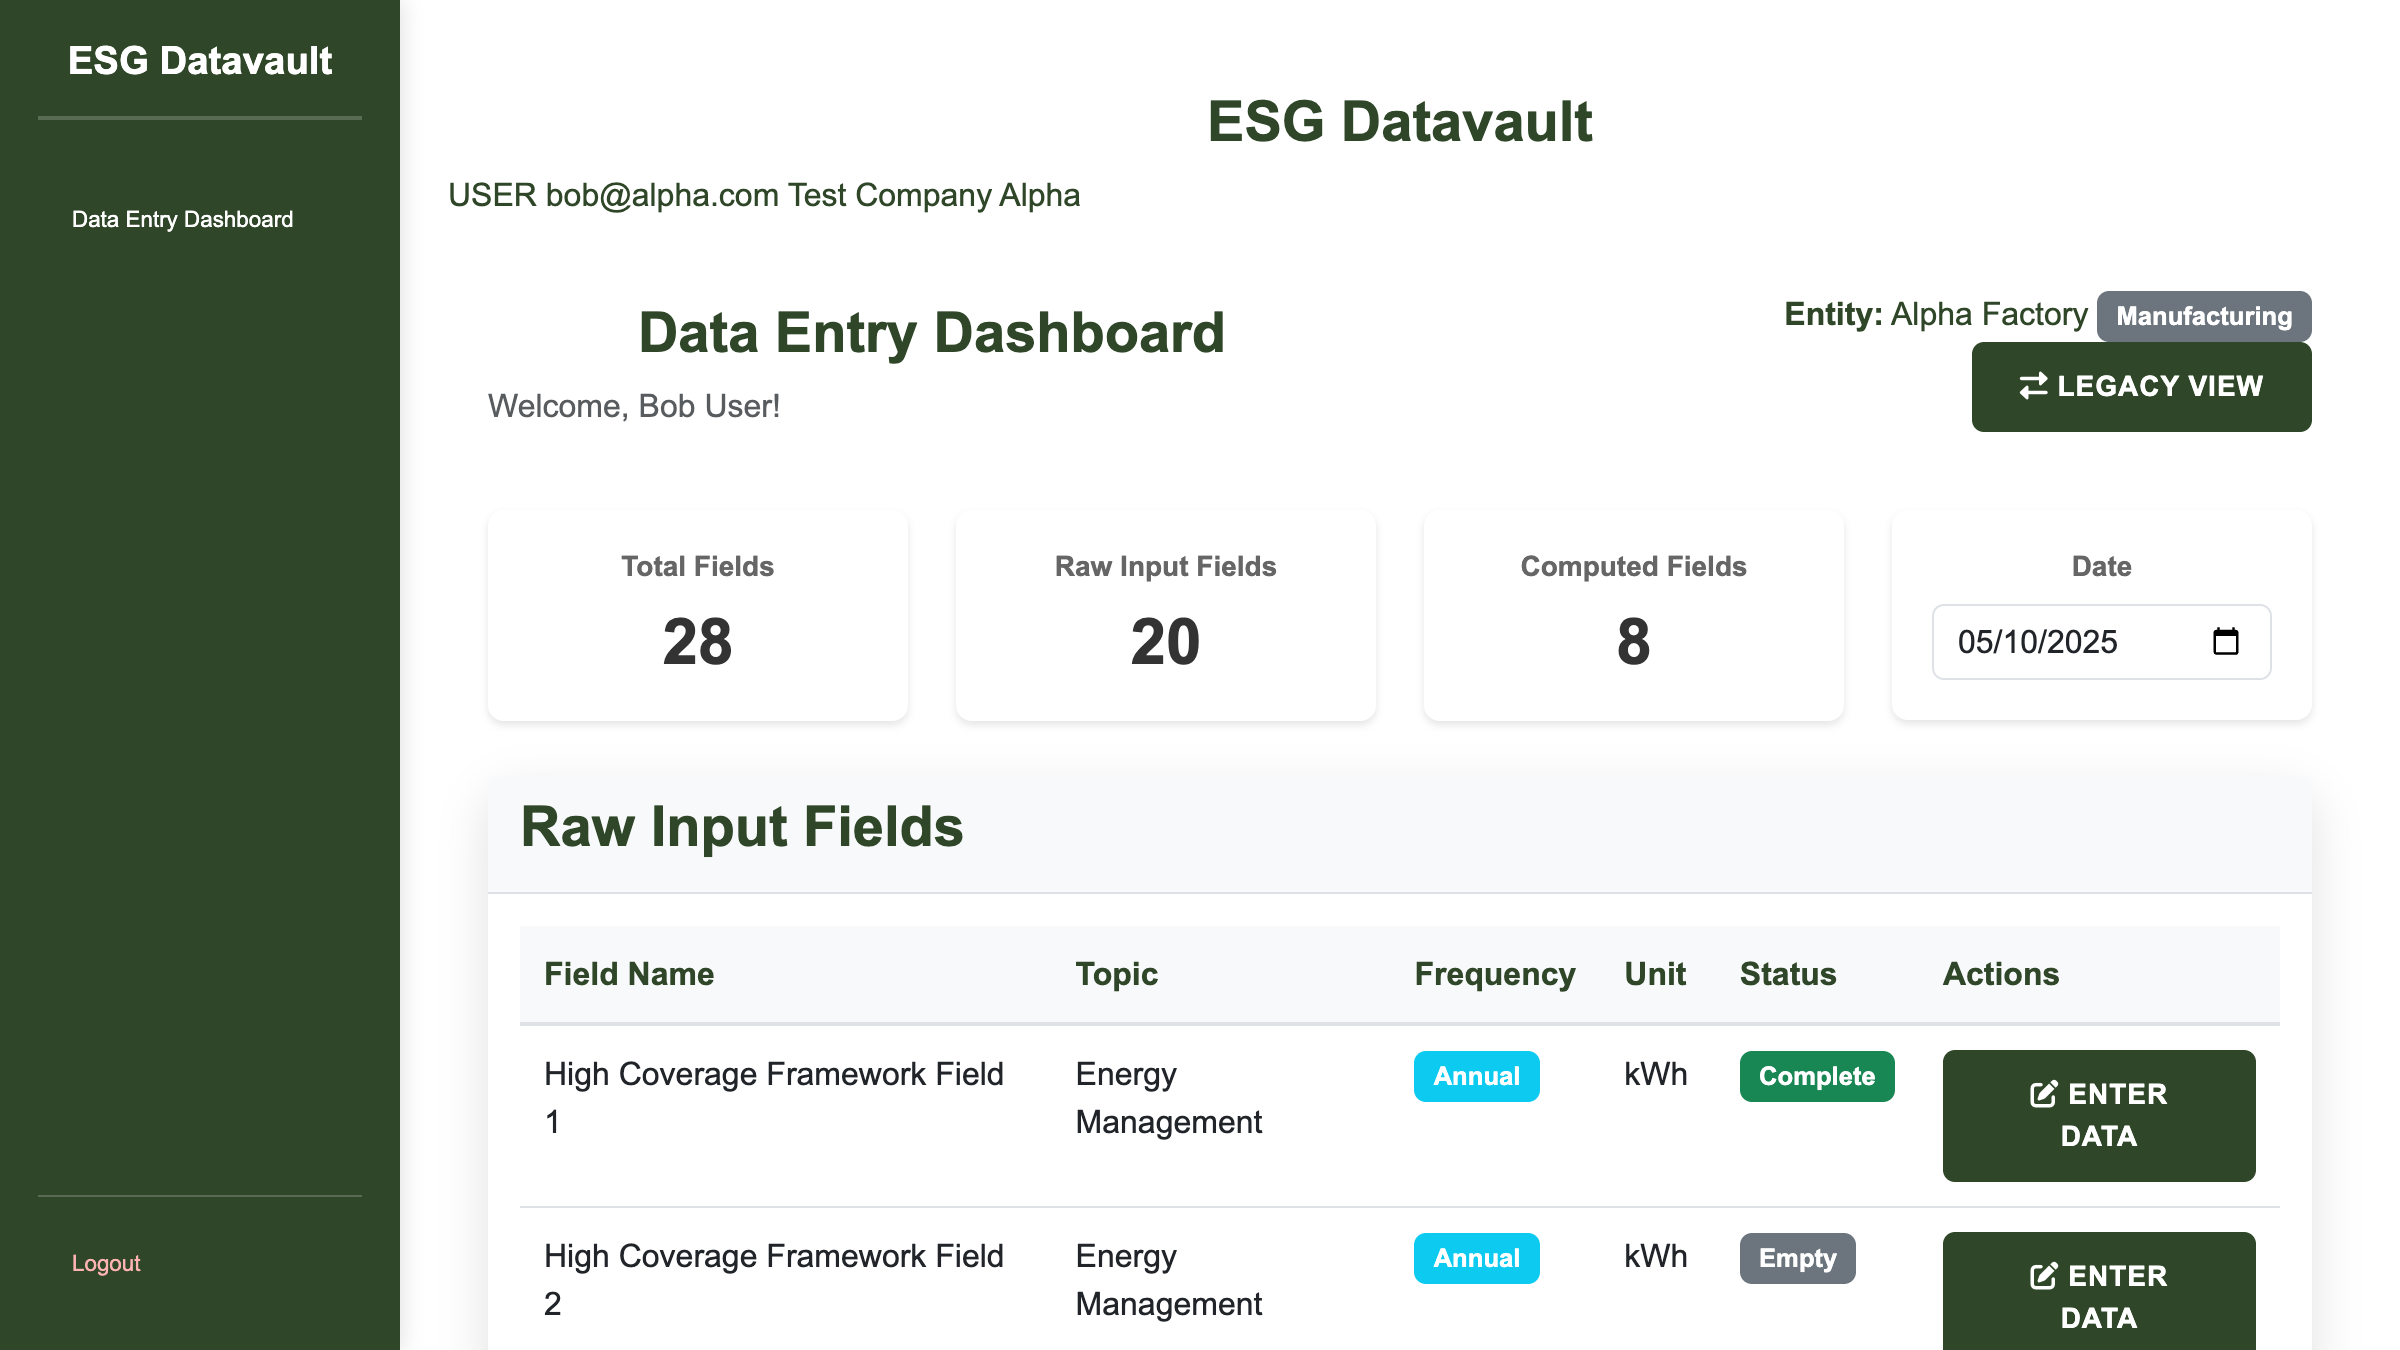 ESG Datavault
Data Entry Dashboard
Logout
ESG Datavault
USER bob@alpha.com Test Company Alpha
Data Entry Dashboard
Welcome, Bob User!
Entity: Alpha Factory Manufacturing
LEGACY VIEW
Total Fields
28
Raw Input Fields
20
Computed Fields
8
Date
05/10/2025
Raw Input Fields
Field Name Topic Frequency Unit Status Actions
High Coverage Framework Field
1
Energy
Management
Annual
kWh
Complete
ENTER
DATA
High Coverage Framework Field
2
Energy
Management
Annual
kWh
Empty
ENTER
DATA